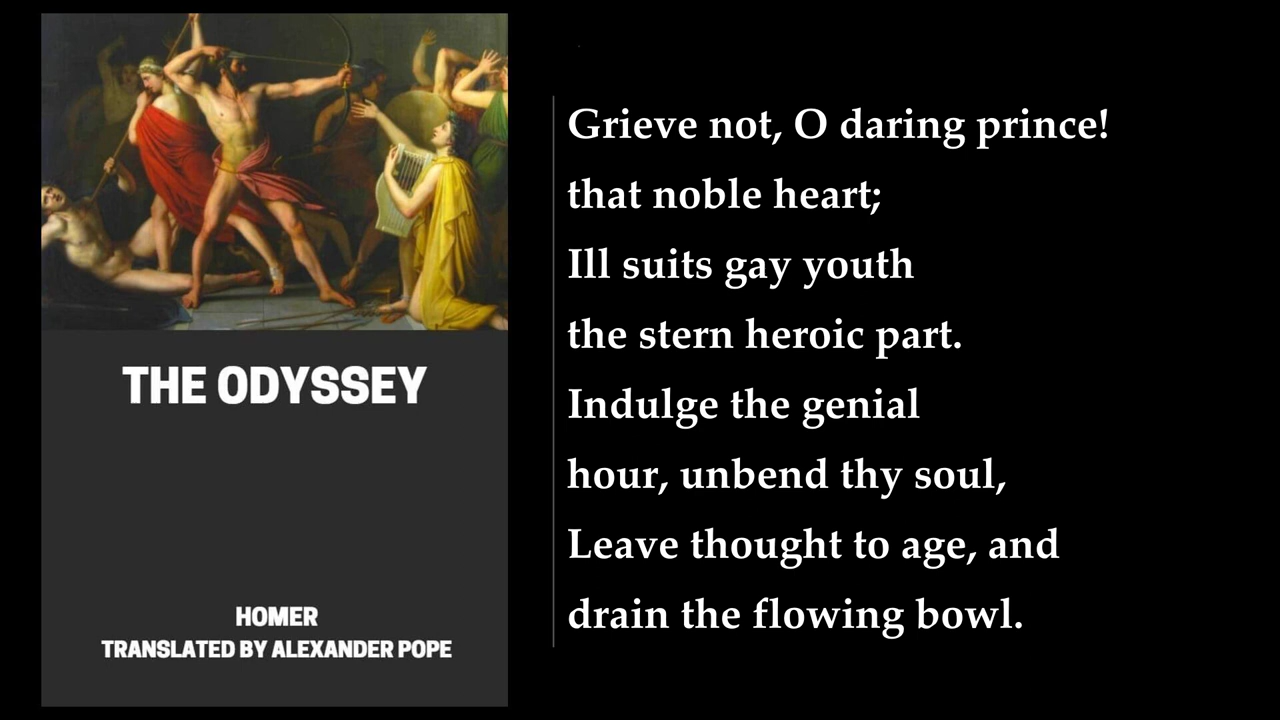 THE ODYSSEY
HOMER
TRANSLATED BY ALEXANDER POPE
Grieve not, O daring prince!
that noble heart;
Ill suits gay youth
the stern heroic part.
Indulge the genial
hour, unbend thy soul,
Leave thought to age, and
drain the flowing bowl.